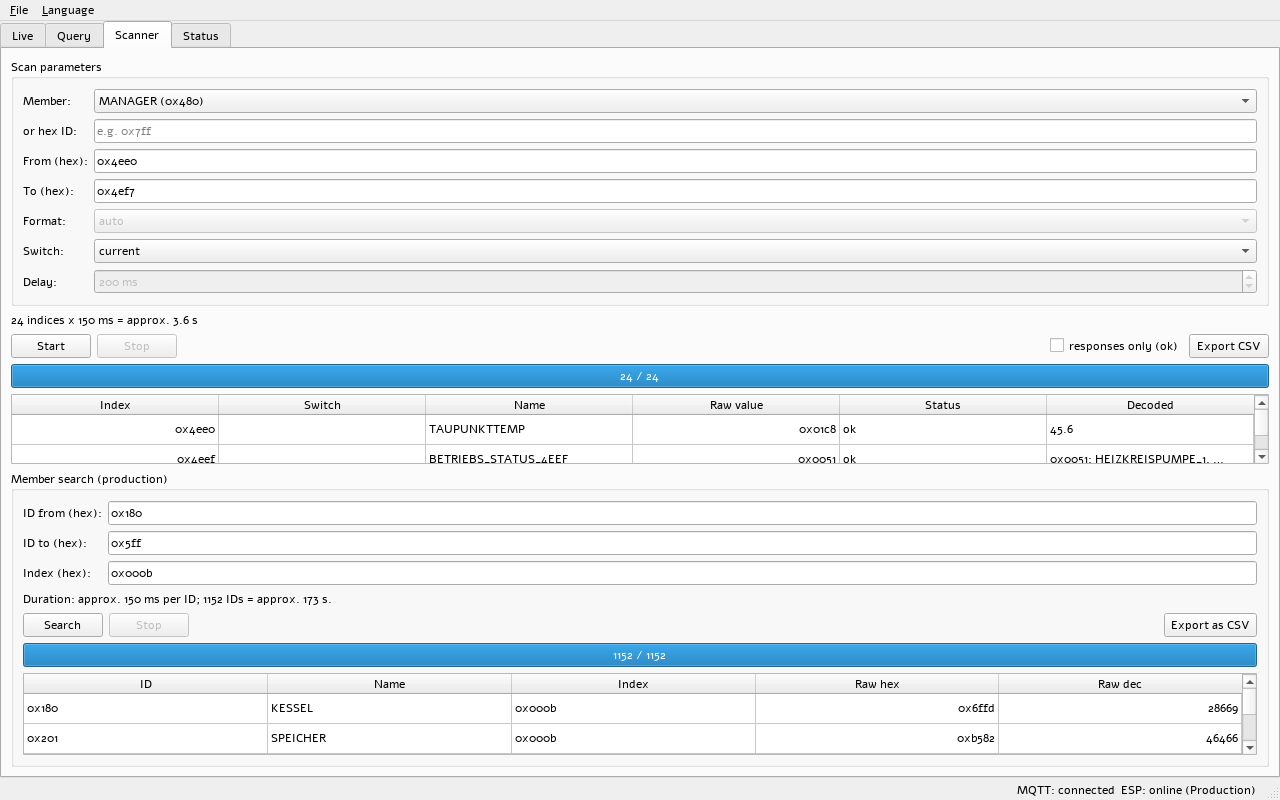 File Language
Live Query Scanner Status
Scan parameters
Member: MANAGER (0x480)
or hex ID: e.g. 0x7ff
From (hex): 0x4ee0
To (hex): 0x4ef7
Format: auto
Switch: current
Delay: 200 ms
24 indices x 150 ms = approx. 3.6 s
Start Stop responses only (ok) Export CSV
24 / 24
Index Switch Name Raw value Status Decoded
0x4ee0 TAUPUNKTTEMP 0x01c8 ok 45.6
0x4eef BETRIEBS_STATUS_4EEF 0x0051 ok 0x0051: HEIZKREISPUMPE_1, ...
Member search (production)
ID from (hex): 0x180
ID to (hex): 0x5ff
Index (hex): 0x000b
Duration: approx. 150 ms per ID; 1152 IDs = approx. 173 s.
Search Stop Export as CSV
1152 / 1152
ID Name Index Raw hex Raw dec
0x180 KESSEL 0x000b 0x6ffd 28669
0x201 SPEICHER 0x000b 0xb582 46466
MQTT: connected ESP: online (Production)